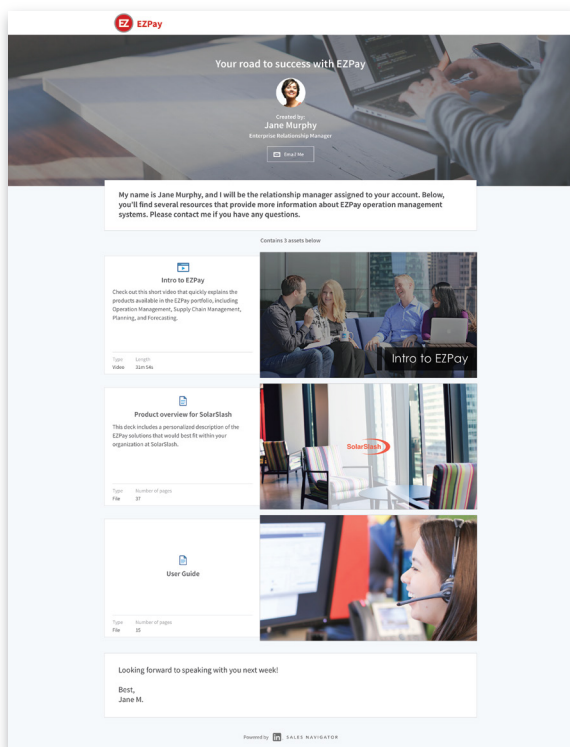 EZ EZPay
Your road to success with EZPay
Created by:
Jane Murphy
Enterprise Relationship Manager
Email Me
My name is Jane Murphy, and I will be the relationship manager assigned to your account. Below,
you'll find several resources that provide more information about EZPay operation management
systems. Please contact me if you have any questions.
Contains 3 assets below
Intro to EZPay
Check out this short video that quickly explains the
products available in the EZPay portfolio, including
Operation Management, Supply Chain Management,
Planning, and Forecasting.
Type Length
Video 31m 54s
Intro to EZPay
Product overview for SolarSlash
This deck includes a personalized description of the
EZPay solutions that would best fit within your
organization at SolarSlash.
Type Number of pages
File 37
SolarSlash
User Guide
Type Number of pages
File 35
Looking forward to speaking with you next week!
Best,
Jane M.
Powered by in SALES NAVIGATOR